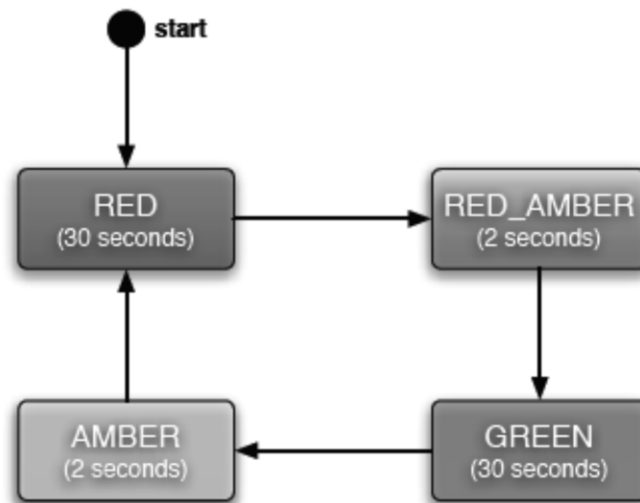 start
RED
(30 seconds)
RED_AMBER
(2 seconds)
AMBER
(2 seconds)
GREEN
(30 seconds)